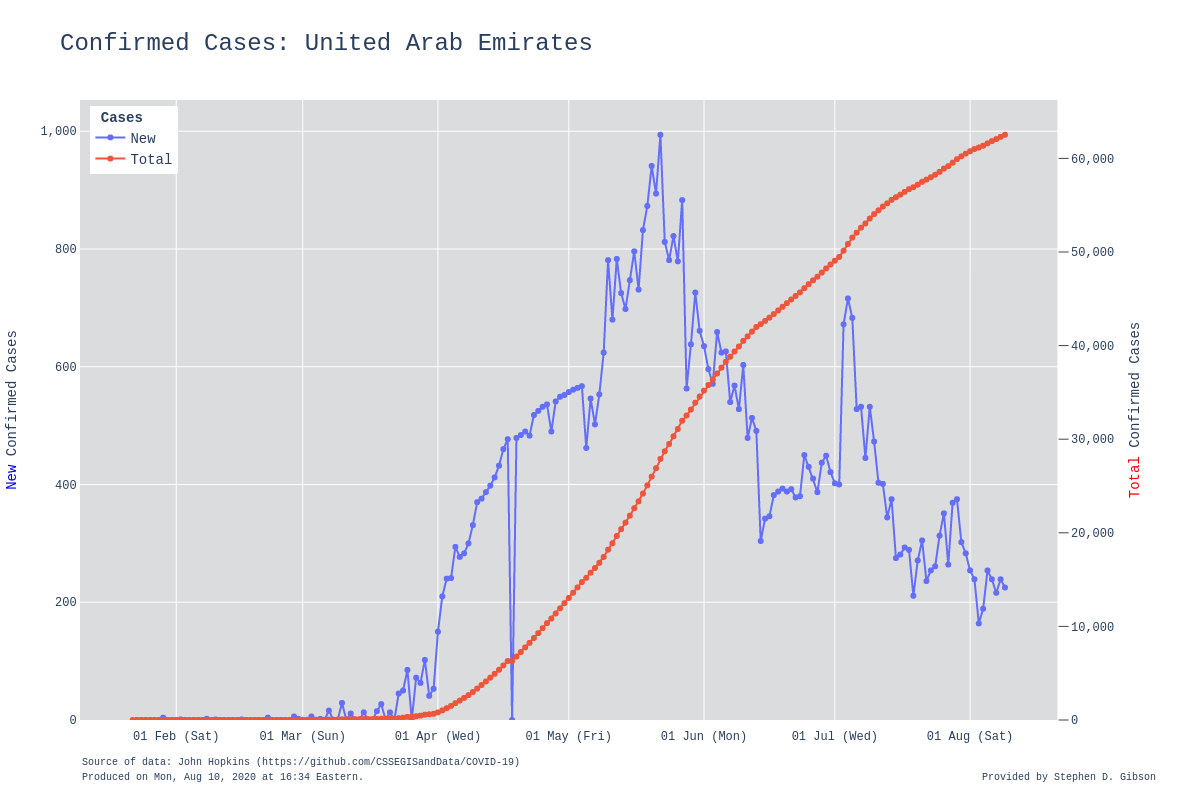 Confirmed Cases: United Arab Emirates
Cases
New
Total
1,000
800
600
400
200
0
New Confirmed Cases
60,000
50,000
40,000
30,000
20,000
10,000
0
Total Confirmed Cases
01 Feb (Sat) 01 Mar (Sun) 01 Apr (Wed) 01 May (Fri) 01 Jun (Mon) 01 Jul (Wed) 01 Aug (Sat)
Source of data: John Hopkins (https://github.com/CSSEGISandData/COVID-19)
Produced on Mon, Aug 10, 2020 at 16:34 Eastern.
Provided by Stephen D. Gibson